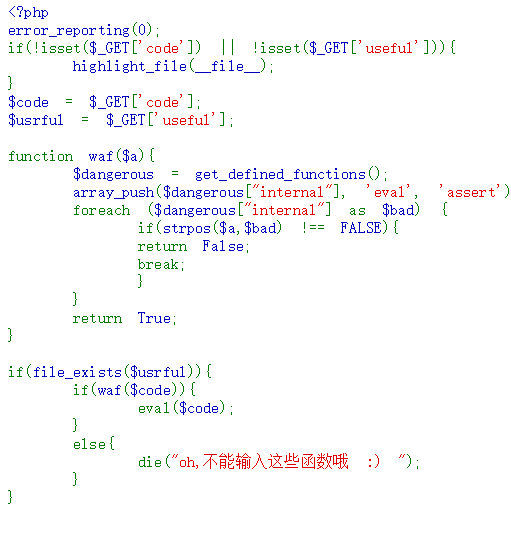 <?php
error_reporting(0);
if(!isset($_GET['code']) || !isset($_GET['useful'])){
highlight_file(__file__);
}
$code = $_GET['code'];
$usrful = $_GET['useful'];
function waf($a){
$dangerous = get_defined_functions();
array_push($dangerous["internal"], 'eval', 'assert')
foreach ($dangerous["internal"] as $bad) {
if(strpos($a,$bad) !== FALSE){
return False;
break;
}
}
return True;
}
if(file_exists($usrful)){
if(waf($code)){
eval($code);
}
else{
die("oh,不能输入这些函数哦 :) ");
}
}